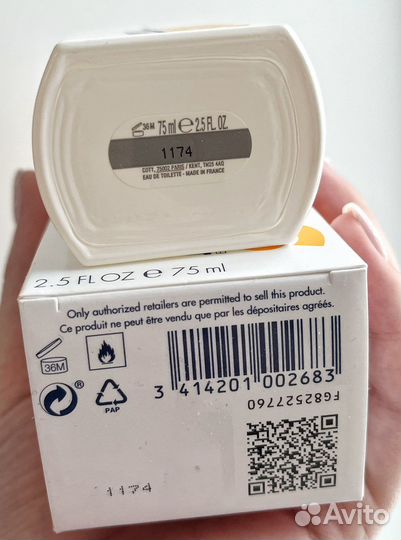 36M 75 ml ℮ 2.5 FL. OZ.
1174
COTY, 75002 PARIS / KENT, TN25 4AQ
EAU DE TOILETTE - MADE IN FRANCE
2.5 FL OZ ℮ 75 ml
Only authorized retailers are permitted to sell this product.
Ce produit ne peut être vendu que par les dépositaires agréés.
36M
®
PAP
3 414201 002683
FG82527760
1174
Avito